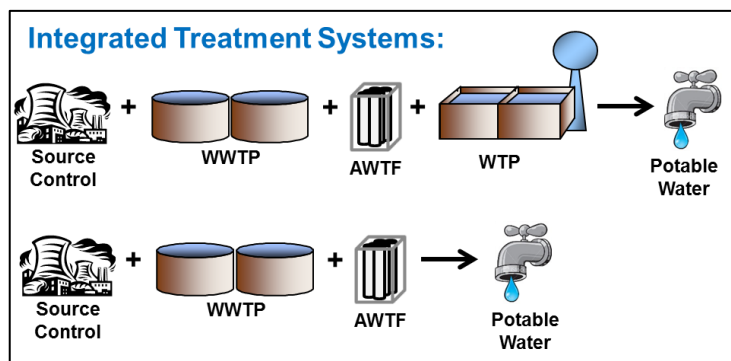 Integrated Treatment Systems:
+ + + 
Source
Control
WWTP
AWTF
WTP
Potable
Water
+ +
Source
Control
WWTP
AWTF
Potable
Water